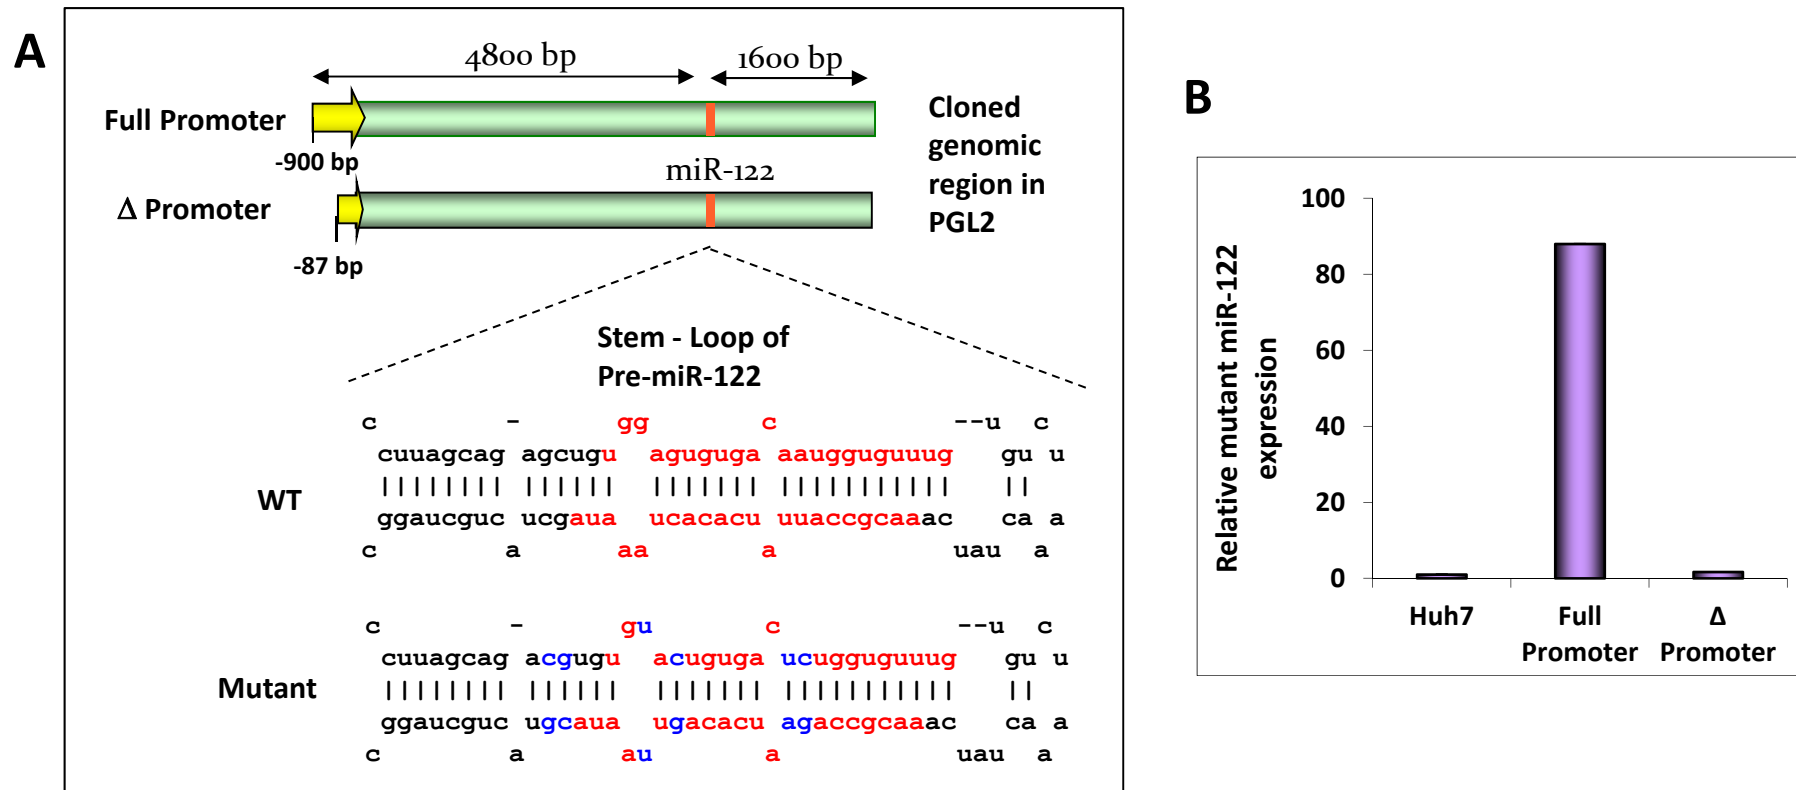 A
4800 bp
1600 bp
Full Promoter
-900 bp
Δ Promoter
-87 bp
miR-122
Cloned
genomic
region in
PGL2
Stem - Loop of
Pre-miR-122
WT
c - gg c --u c
cuuagcag agcugu aguguga aaugguguuug gu u
ggaucguc ucgaua ucacacu uuaccgcaaac ca a
c a aa a uau a
Mutant
c - gu c --u c
cuuagcag acgugu acuguga ucugguguuug gu u
ggaucguc ugcaua ugacacu agaccgcaaac ca a
c a au a uau a
B
Relative mutant miR-122
expression
100
80
60
40
20
0
Huh7
Full
Promoter
Δ
Promoter